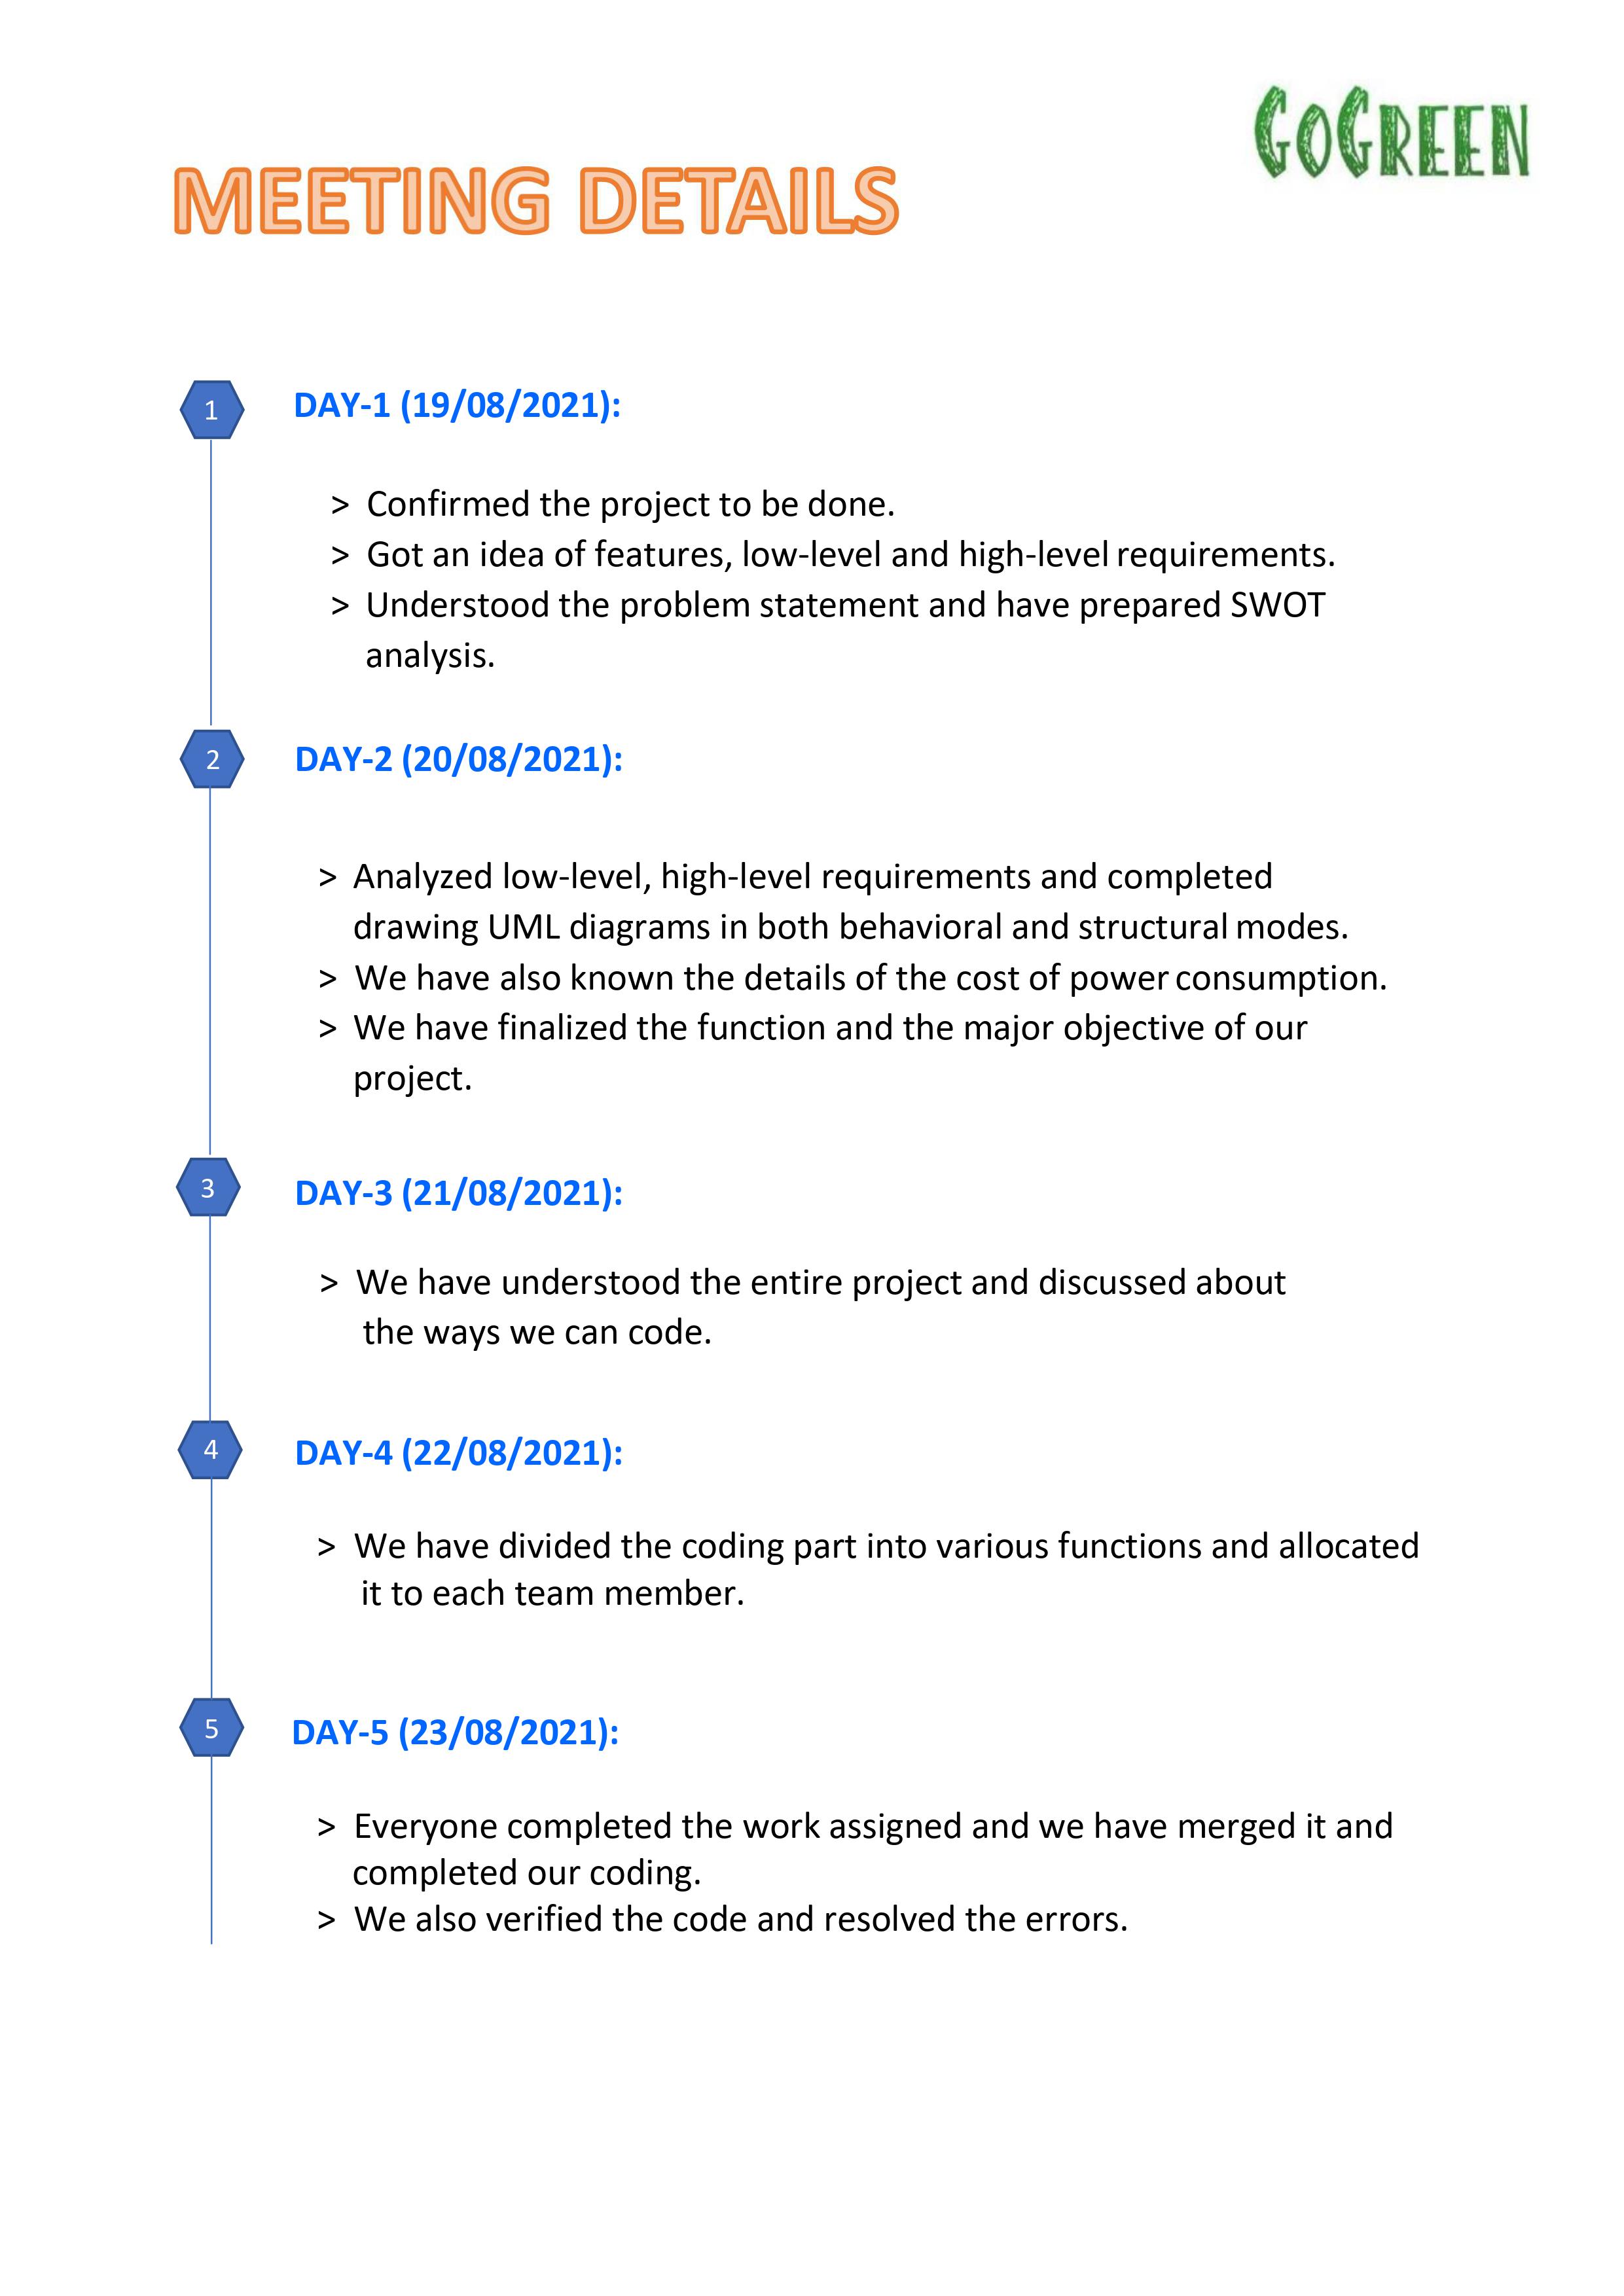 GOGREEN
MEETING DETAILS
1
DAY-1 (19/08/2021):
> Confirmed the project to be done.
> Got an idea of features, low-level and high-level requirements.
> Understood the problem statement and have prepared SWOT
analysis.
2
DAY-2 (20/08/2021):
> Analyzed low-level, high-level requirements and completed
drawing UML diagrams in both behavioral and structural modes.
> We have also known the details of the cost of power consumption.
> We have finalized the function and the major objective of our
project.
3
DAY-3 (21/08/2021):
> We have understood the entire project and discussed about
the ways we can code.
4
DAY-4 (22/08/2021):
> We have divided the coding part into various functions and allocated
it to each team member.
5
DAY-5 (23/08/2021):
> Everyone completed the work assigned and we have merged it and
completed our coding.
> We also verified the code and resolved the errors.